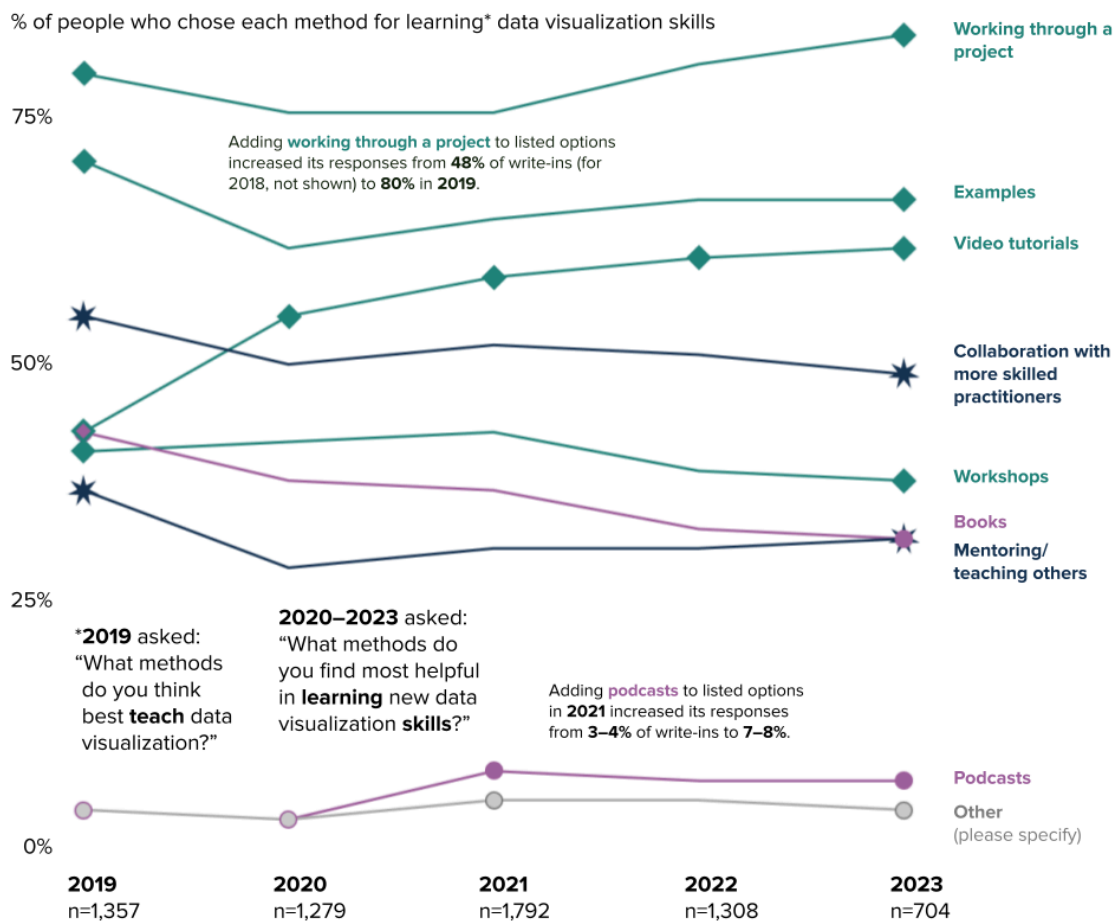 % of people who chose each method for learning* data visualization skills
Working through a
project
75%
Adding working through a project to listed options
increased its responses from 48% of write-ins (for
2018, not shown) to 80% in 2019.
Examples
Video tutorials
50%
Collaboration with
more skilled
practitioners
Workshops
Books
Mentoring/
teaching others
25%
*2019 asked:
“What methods
do you think
best teach data
visualization?”
2020–2023 asked:
“What methods do
you find most helpful
in learning new data
visualization skills?”
Adding podcasts to listed options
in 2021 increased its responses
from 3–4% of write-ins to 7–8%.
Podcasts
Other
(please specify)
0%
2019
n=1,357
2020
n=1,279
2021
n=1,792
2022
n=1,308
2023
n=704